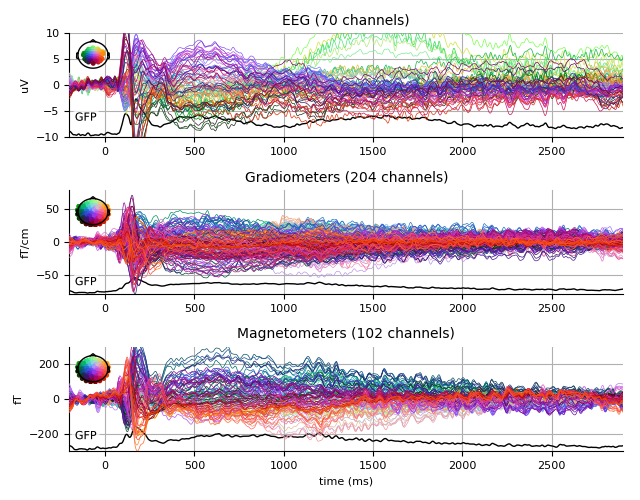 EEG (70 channels)
10
5
0
−5
−10
uV
GFP
0 500 1000 1500 2000 2500
Gradiometers (204 channels)
50
0
−50
fT/cm
GFP
0 500 1000 1500 2000 2500
Magnetometers (102 channels)
200
0
−200
fT
GFP
0 500 1000 1500 2000 2500
time (ms)